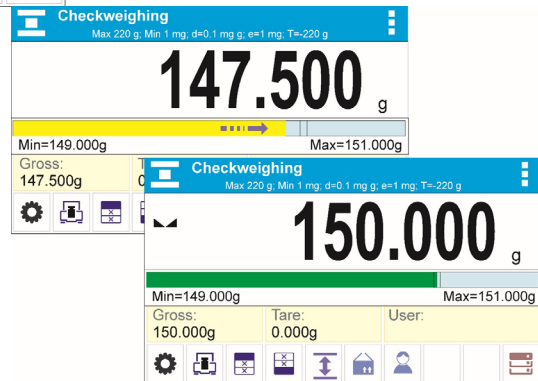 Checkweighing
Max 220 g; Min 1 mg; d=0.1 mg g; e=1 mg; T=-220 g
147.500 g
Min=149.000g Max=151.000g
Gross:
147.500g
Checkweighing
Max 220 g; Min 1 mg; d=0.1 mg g; e=1 mg; T=-220 g
150.000 g
Min=149.000g Max=151.000g
Gross: Tare: User:
150.000g 0.000g